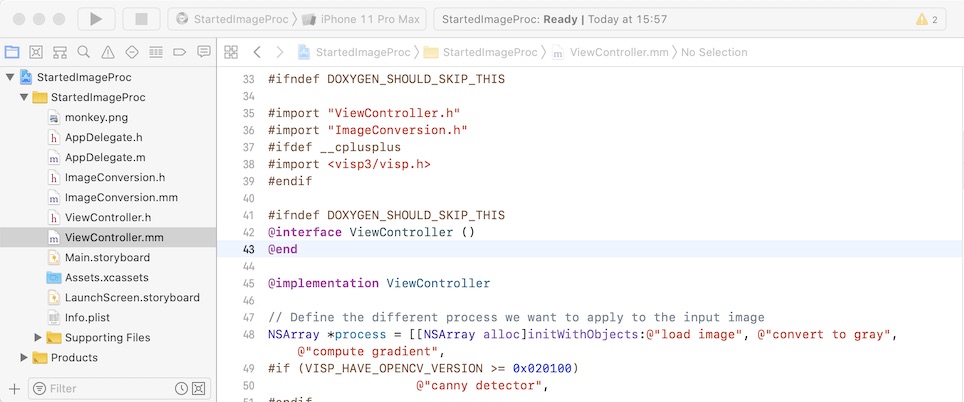 StartedImageProc iPhone 11 Pro Max StartedImageProc: Ready | Today at 15:57 2
StartedImageProc StartedImageProc ViewController.mm No Selection
StartedImageProc
StartedImageProc
monkey.png
AppDelegate.h
AppDelegate.m
ImageConversion.h
ImageConversion.mm
ViewController.h
ViewController.mm
Main.storyboard
Assets.xcassets
LaunchScreen.storyboard
Info.plist
Supporting Files
Products
Filter
33 #ifndef DOXYGEN_SHOULD_SKIP_THIS
34
35 #import "ViewController.h"
36 #import "ImageConversion.h"
37 #ifdef __cplusplus
38 #import <visp3/visp.h>
39 #endif
40
41 #ifndef DOXYGEN_SHOULD_SKIP_THIS
42 @interface ViewController ()
43 @end
44
45 @implementation ViewController
46
47 // Define the different process we want to apply to the input image
48 NSArray *process = [[NSArray alloc]initWithObjects:@"load image", @"convert to gray",
@"compute gradient",
49 #if (VISP_HAVE_OPENCV_VERSION >= 0x020100)
50 @"canny detector",
51 #endif